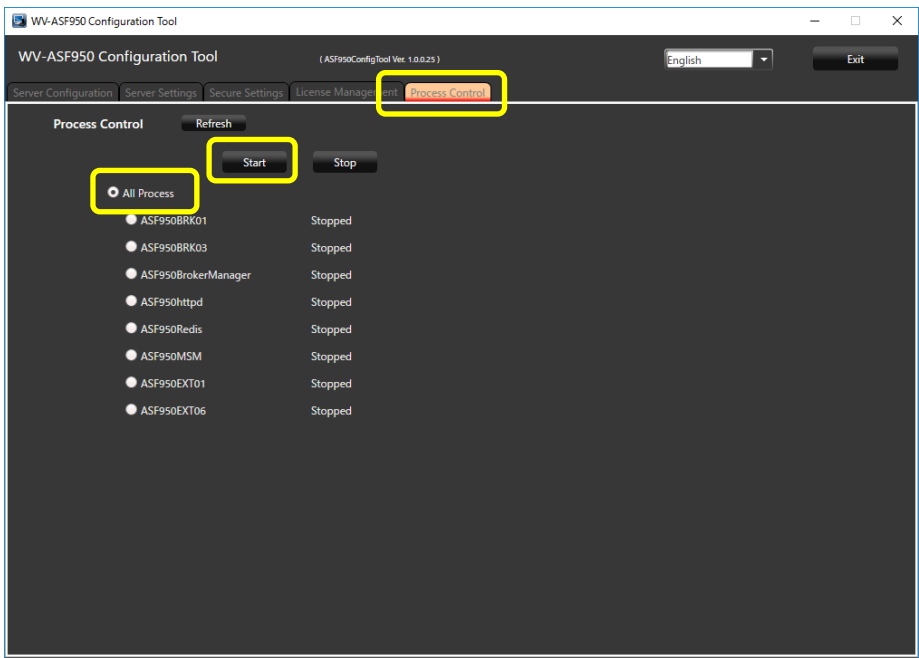 WV-ASF950 Configuration Tool
WV-ASF950 Configuration Tool ( ASF950ConfigTool Ver. 1.0.0.25 ) English Exit
Server Configuration Server Settings Secure Settings License Management Process Control
Process Control Refresh
Start Stop
All Process
ASF950BRK01 Stopped
ASF950BRK03 Stopped
ASF950BrokerManager Stopped
ASF950httpd Stopped
ASF950Redis Stopped
ASF950MSM Stopped
ASF950EXT01 Stopped
ASF950EXT06 Stopped